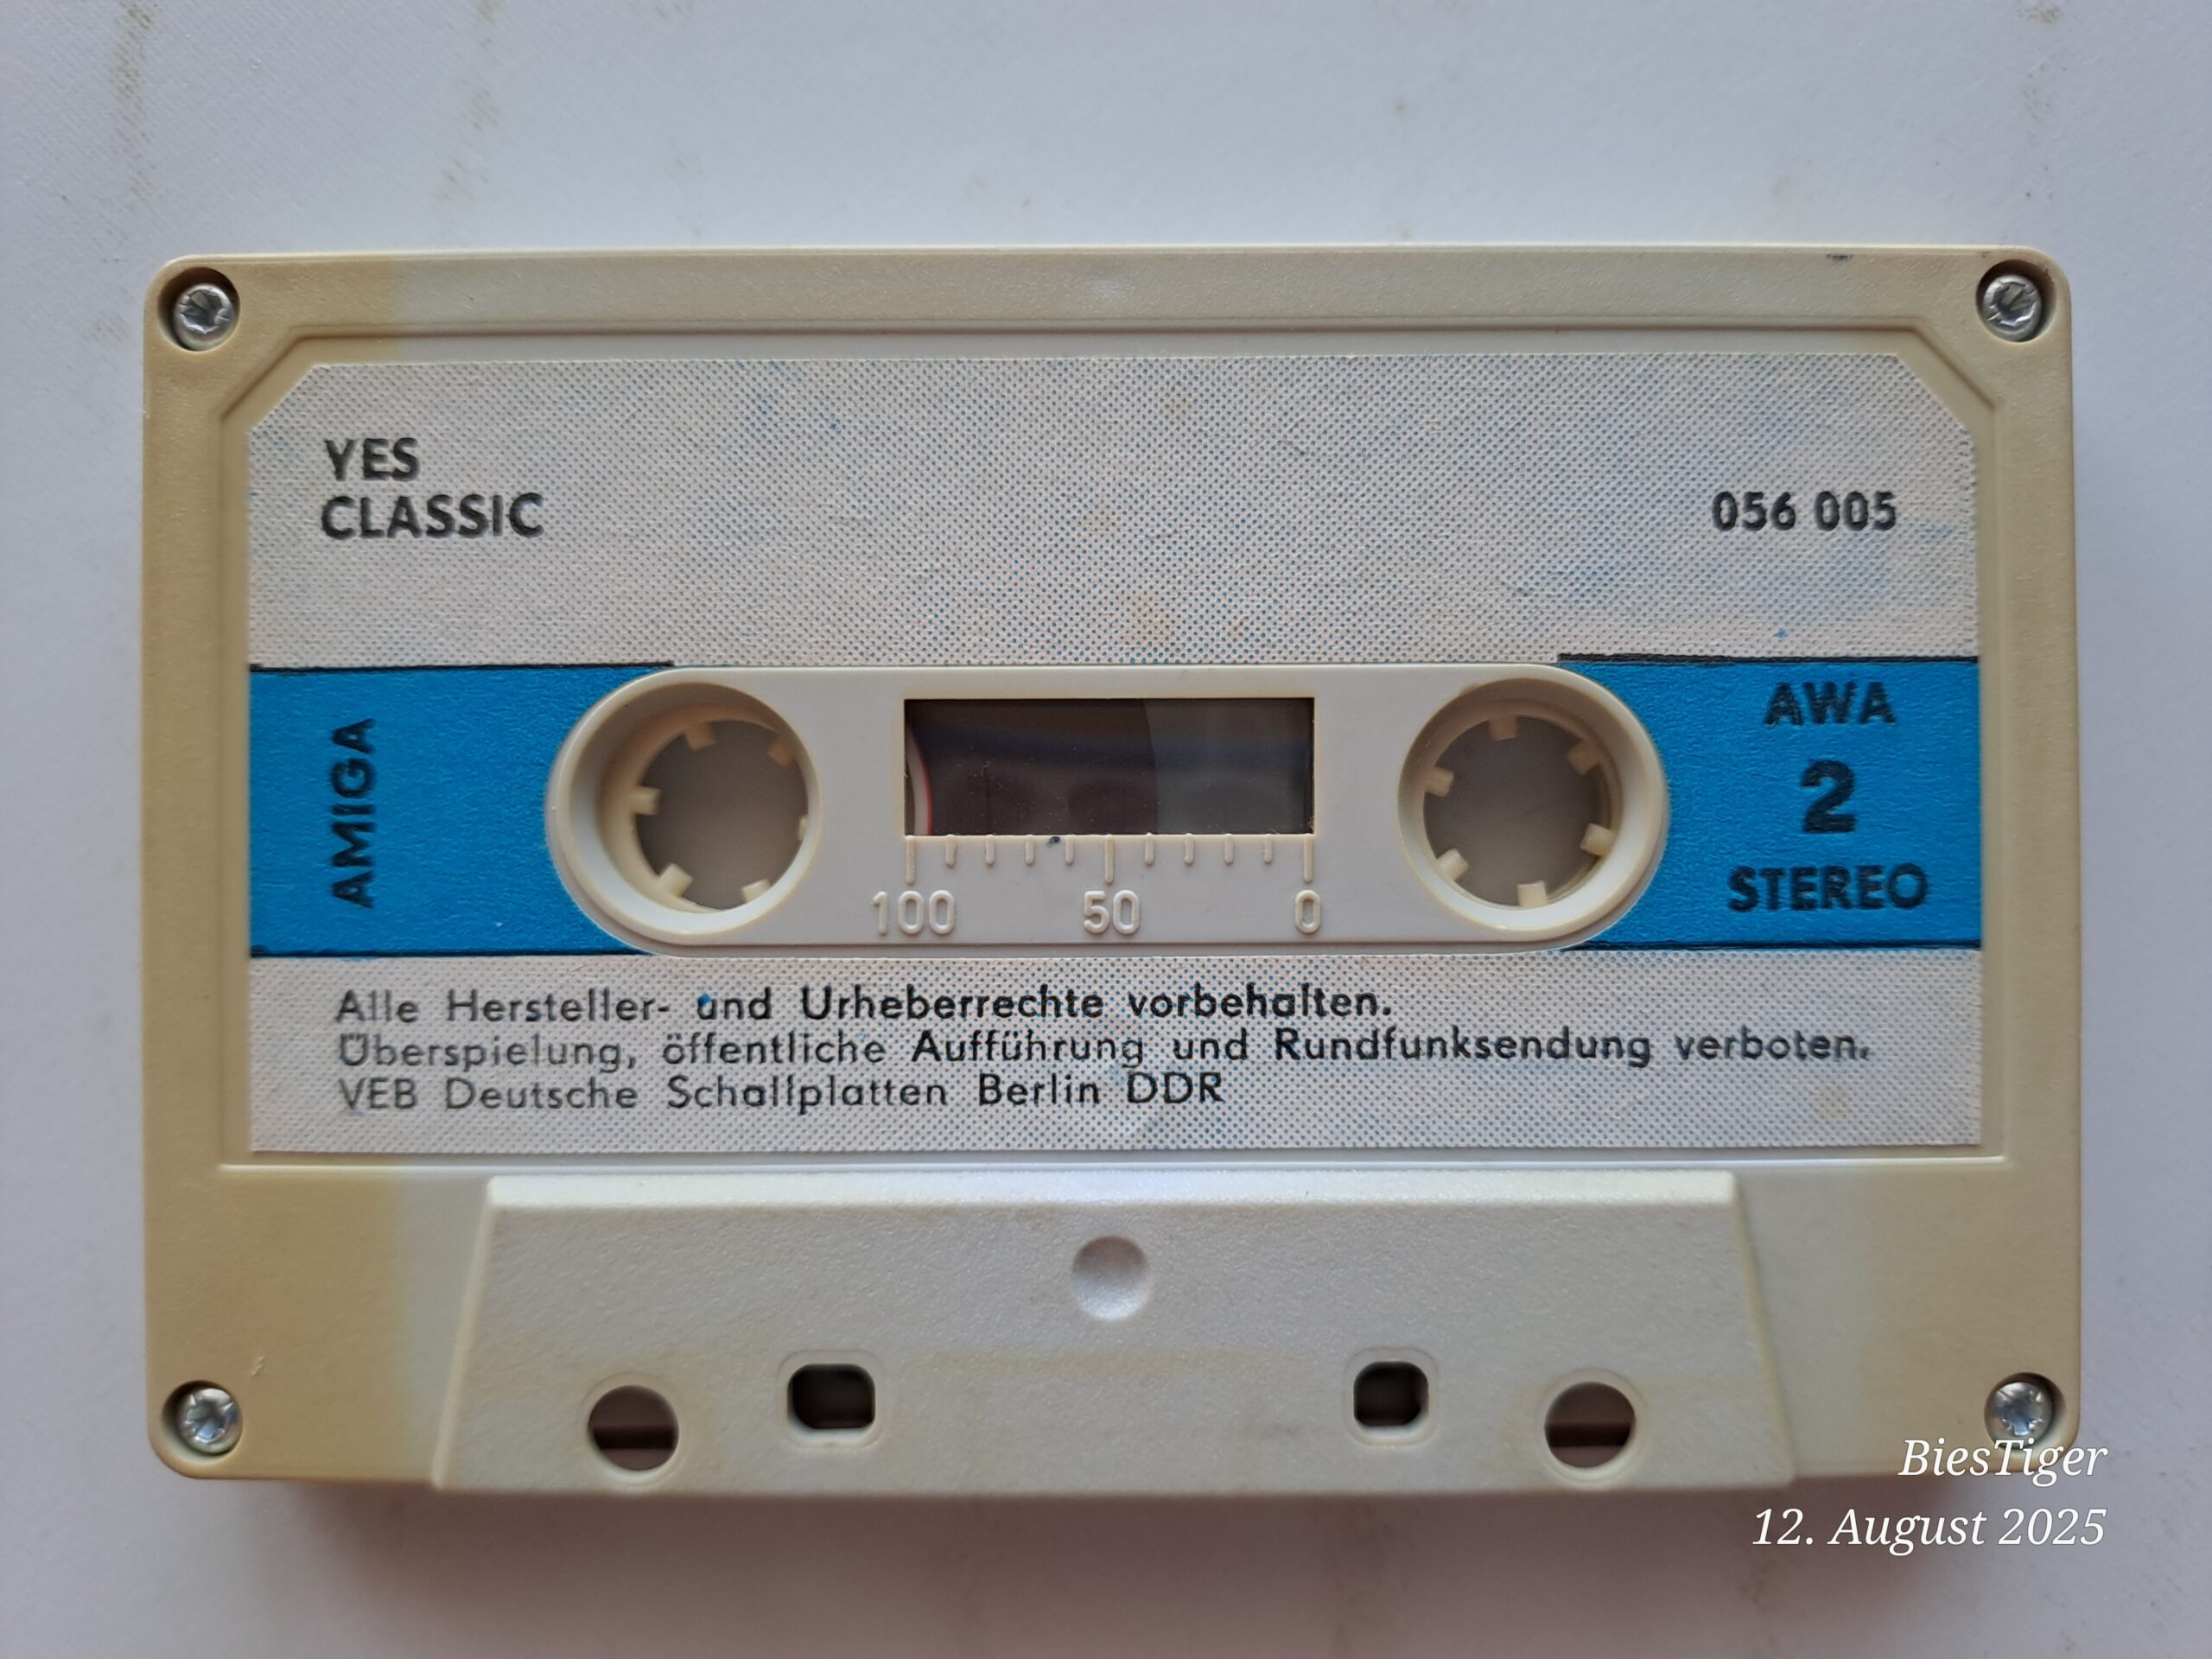 YES
CLASSIC
056 005
AMIGA
AWA
2
STEREO
100 50 0
Alle Hersteller- und Urheberrechte vorbehalten.
Überspielung, öffentliche Aufführung und Rundfunksendung verboten.
VEB Deutsche Schallplatten Berlin DDR
BiesTiger
12. August 2025